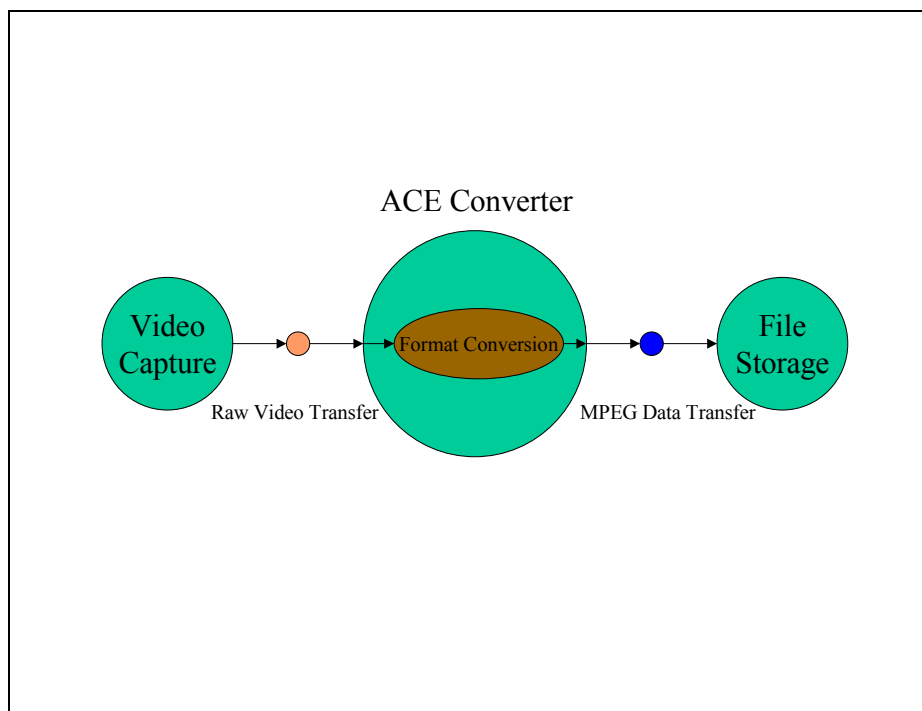 ACE Converter
Video
Capture
Format Conversion
File
Storage
Raw Video Transfer
MPEG Data Transfer